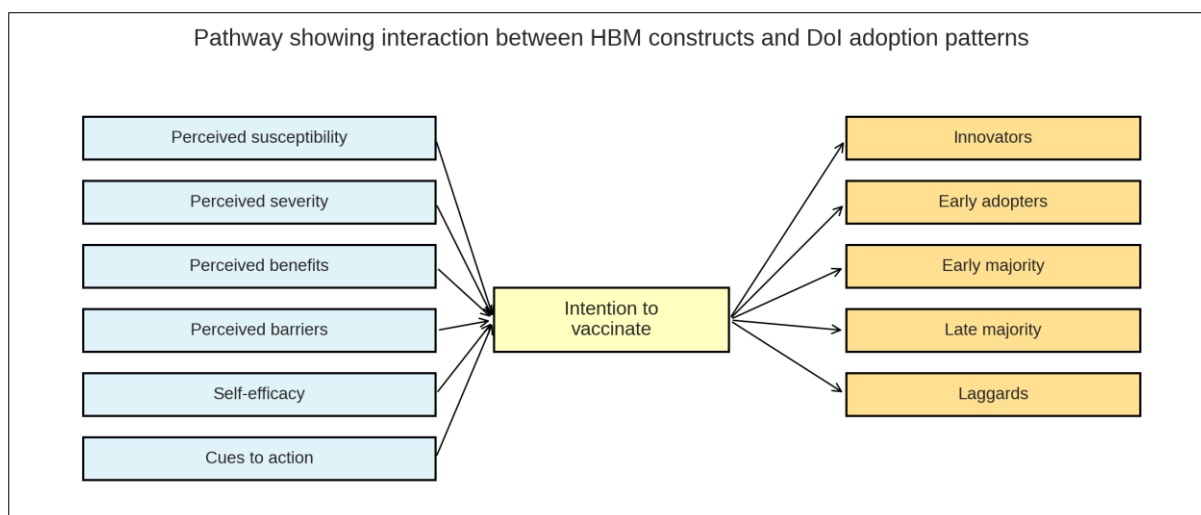 Pathway showing interaction between HBM constructs and DoI adoption patterns
Perceived susceptibility
Perceived severity
Perceived benefits
Perceived barriers
Self-efficacy
Cues to action
Intention to
vaccinate
Innovators
Early adopters
Early majority
Late majority
Laggards